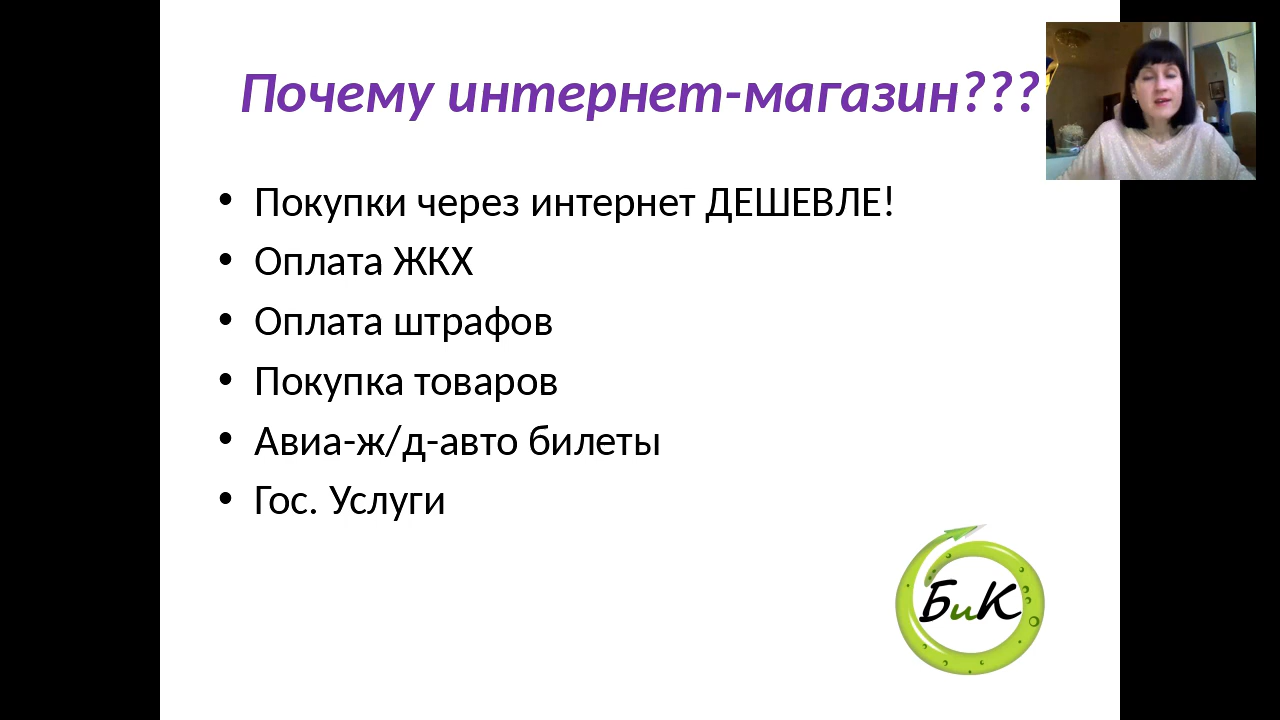 Почему интернет-магазин???
• Покупки через интернет ДЕШЕВЛЕ!
• Оплата ЖКХ
• Оплата штрафов
• Покупка товаров
• Авиа-ж/д-авто билеты
• Гос. Услуги
БиК